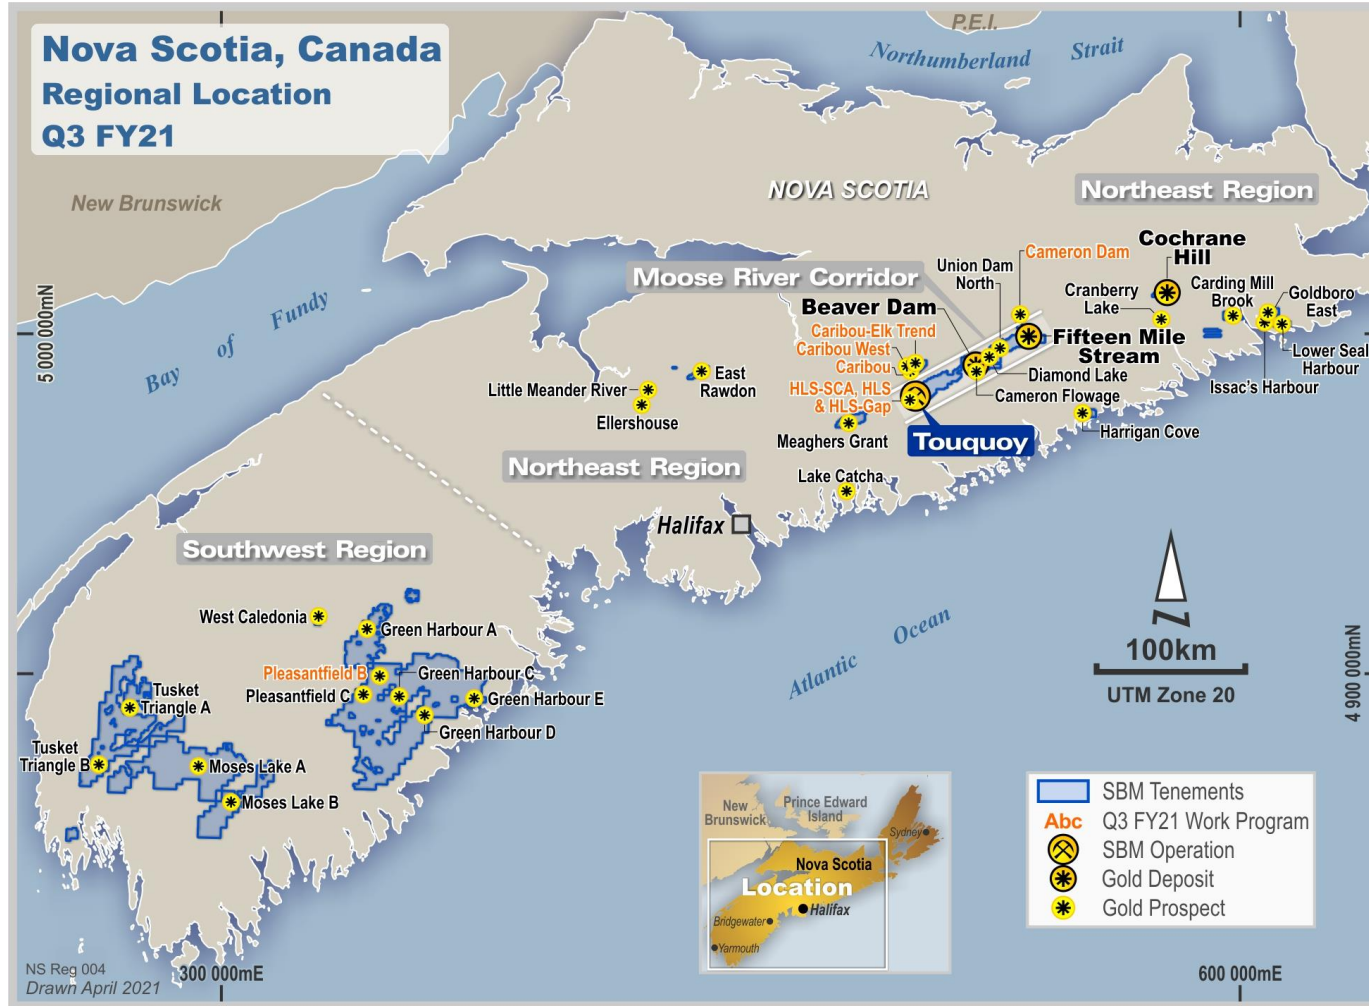 Nova Scotia, Canada
Regional Location
Q3 FY21
P.E.I.
Northumberland Strait
New Brunswick
NOVA SCOTIA
Northeast Region
Cochrane
Hill
Cameron Dam
Union Dam
North
Moose River Corridor
Cranberry
Lake
Carding Mill
Brook
Goldboro
East
Beaver Dam
Caribou-Elk Trend
Caribou West
Caribou
HLS-SCA, HLS
& HLS-Gap
Fifteen Mile
Stream
Lower Seal
Harbour
Issac's Harbour
Diamond Lake
Cameron Flowage
Bay of Fundy
5 000 000mN
East
Rawdon
Little Meander River
Ellershouse
Meaghers Grant
Touquoy
Harrigan Cove
Northeast Region
Lake Catcha
Halifax
Southwest Region
West Caledonia
Green Harbour A
Pleasantfield B
Green Harbour C
Pleasantfield C
Green Harbour E
Green Harbour D
Tusket
Triangle A
Tusket
Triangle B
Moses Lake A
Moses Lake B
Atlantic Ocean
N
100km
UTM Zone 20
4 900 000mN
New
Brunswick
Prince Edward
Island
Sydney
Nova Scotia
Location
Halifax
Bridgewater
Yarmouth
SBM Tenements
Abc Q3 FY21 Work Program
SBM Operation
Gold Deposit
Gold Prospect
NS Reg 004
Drawn April 2021
300 000mE
600 000mE